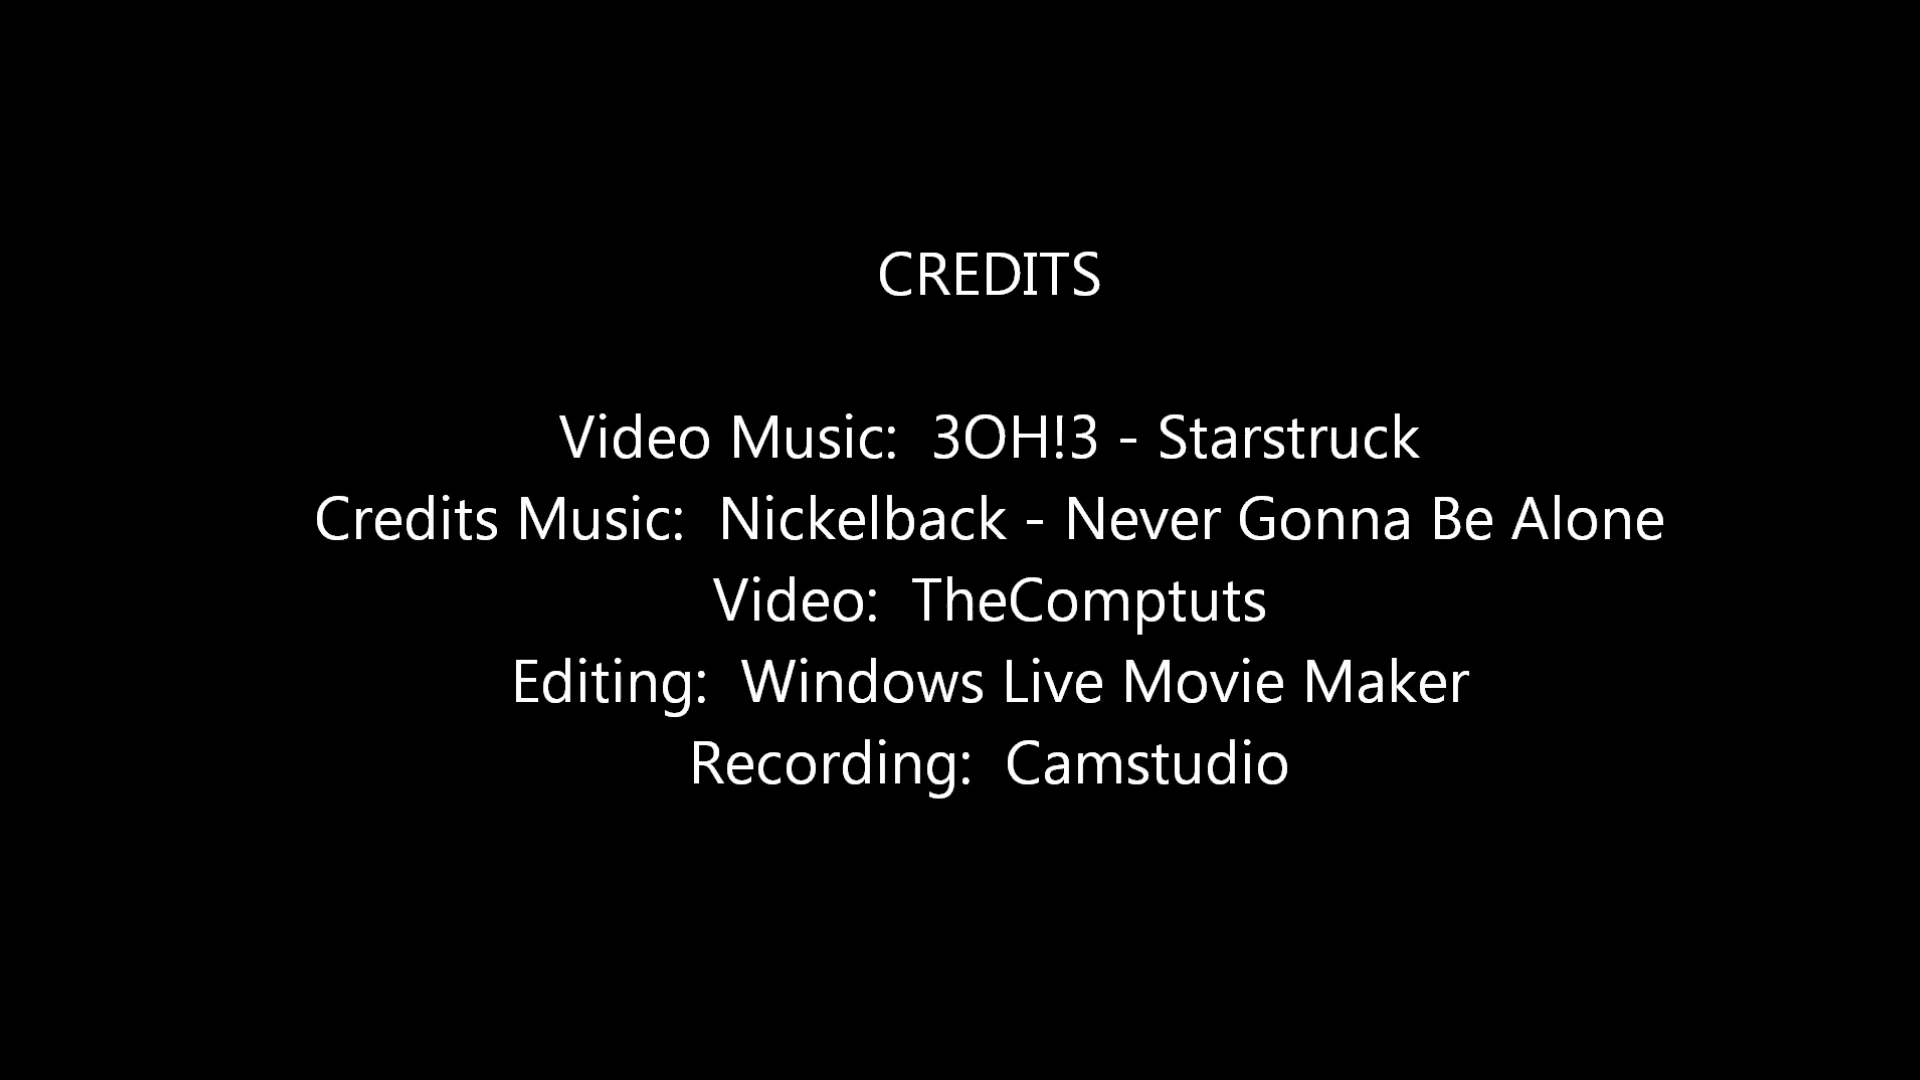 CREDITS
Video Music:  3OH!3 - Starstruck
Credits Music:  Nickelback - Never Gonna Be Alone
Video:  TheComptuts
Editing:  Windows Live Movie Maker
Recording:  Camstudio